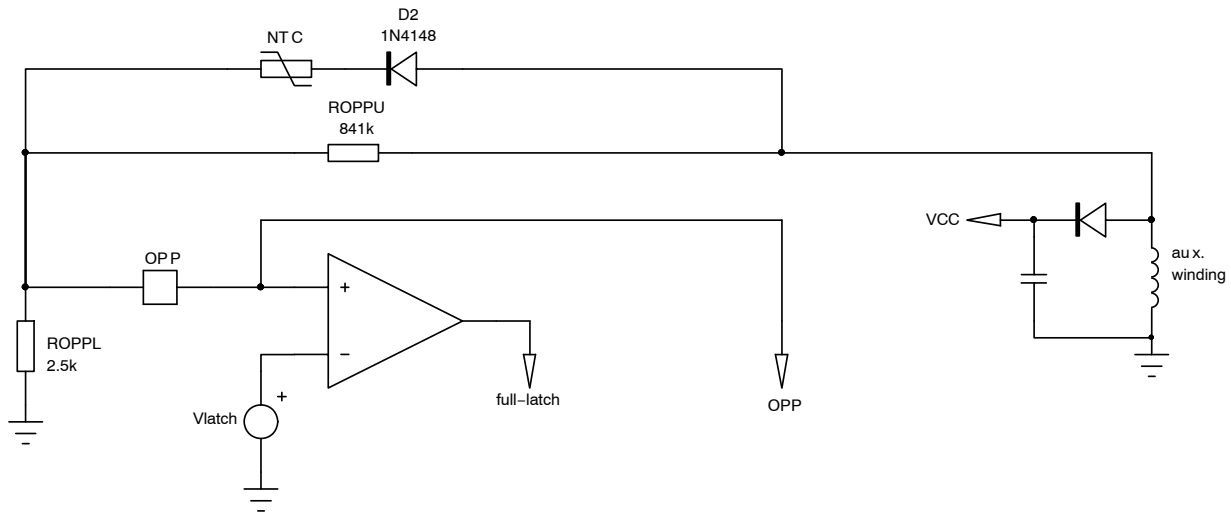 D2
1N4148
NTC
ROPPU
841k
VCC
aux.
winding
OPP
+
−
ROPPL
2.5k
+
Vlatch
full−latch
OPP